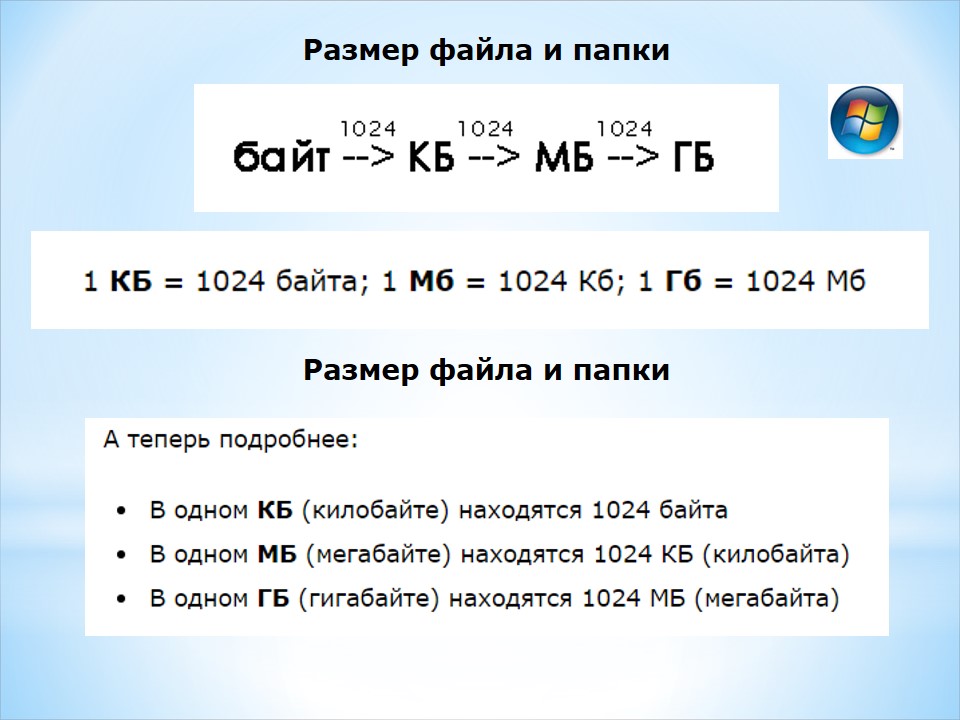 Размер файла и папки
1024 1024 1024
байт --> КБ --> МБ --> ГБ
1 КБ = 1024 байта; 1 Мб = 1024 Кб; 1 Гб = 1024 Мб
Размер файла и папки
А теперь подробнее:
• В одном КБ (килобайте) находятся 1024 байта
• В одном МБ (мегабайте) находятся 1024 КБ (килобайта)
• В одном ГБ (гигабайте) находятся 1024 МБ (мегабайта)